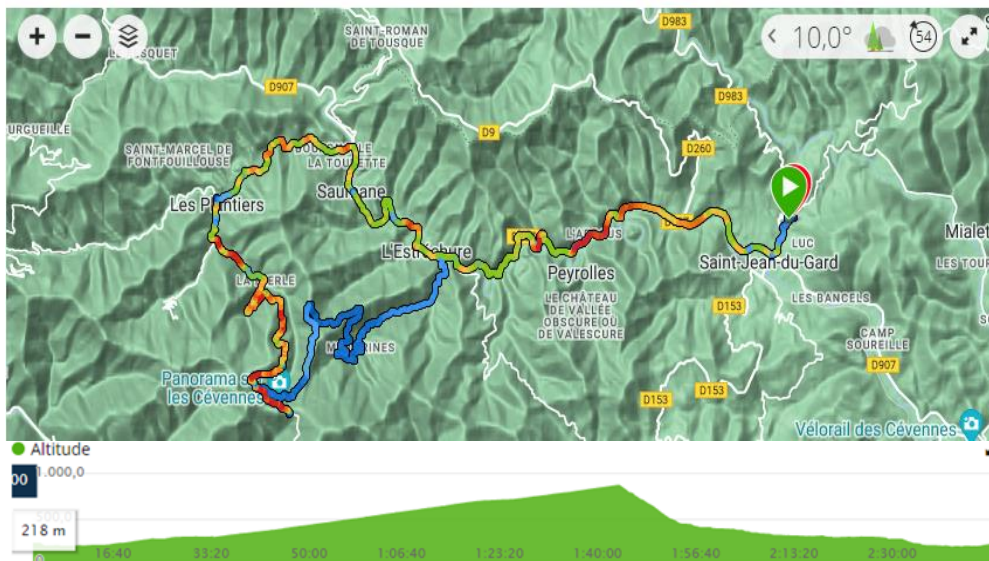 SAINT-ROMAN
DE TOUSQUE
D983
10,0°
54
D907
D983
D9
D260
SAINT-MARCEL DE
FONTFOUILLOUSE
LA TOURETTE
Saumane
Les Plantiers
L'Estréchure
Peyrolles
LUC
Saint-Jean-du-Gard
Mialet
LES BANCELS
LE CHÂTEAU
DE VALLÉE
OBSCURE OU
DE VALESCURE
D153
CAMP
SOUREILLE
D907
D153
D153
Panorama s
les Cévennes
Vélorail des Cévennes
Altitude
1.000,0
00
218 m
16:40
33:20
50:00
1:06:40
1:23:20
1:40:00
1:56:40
2:13:20
2:30:00